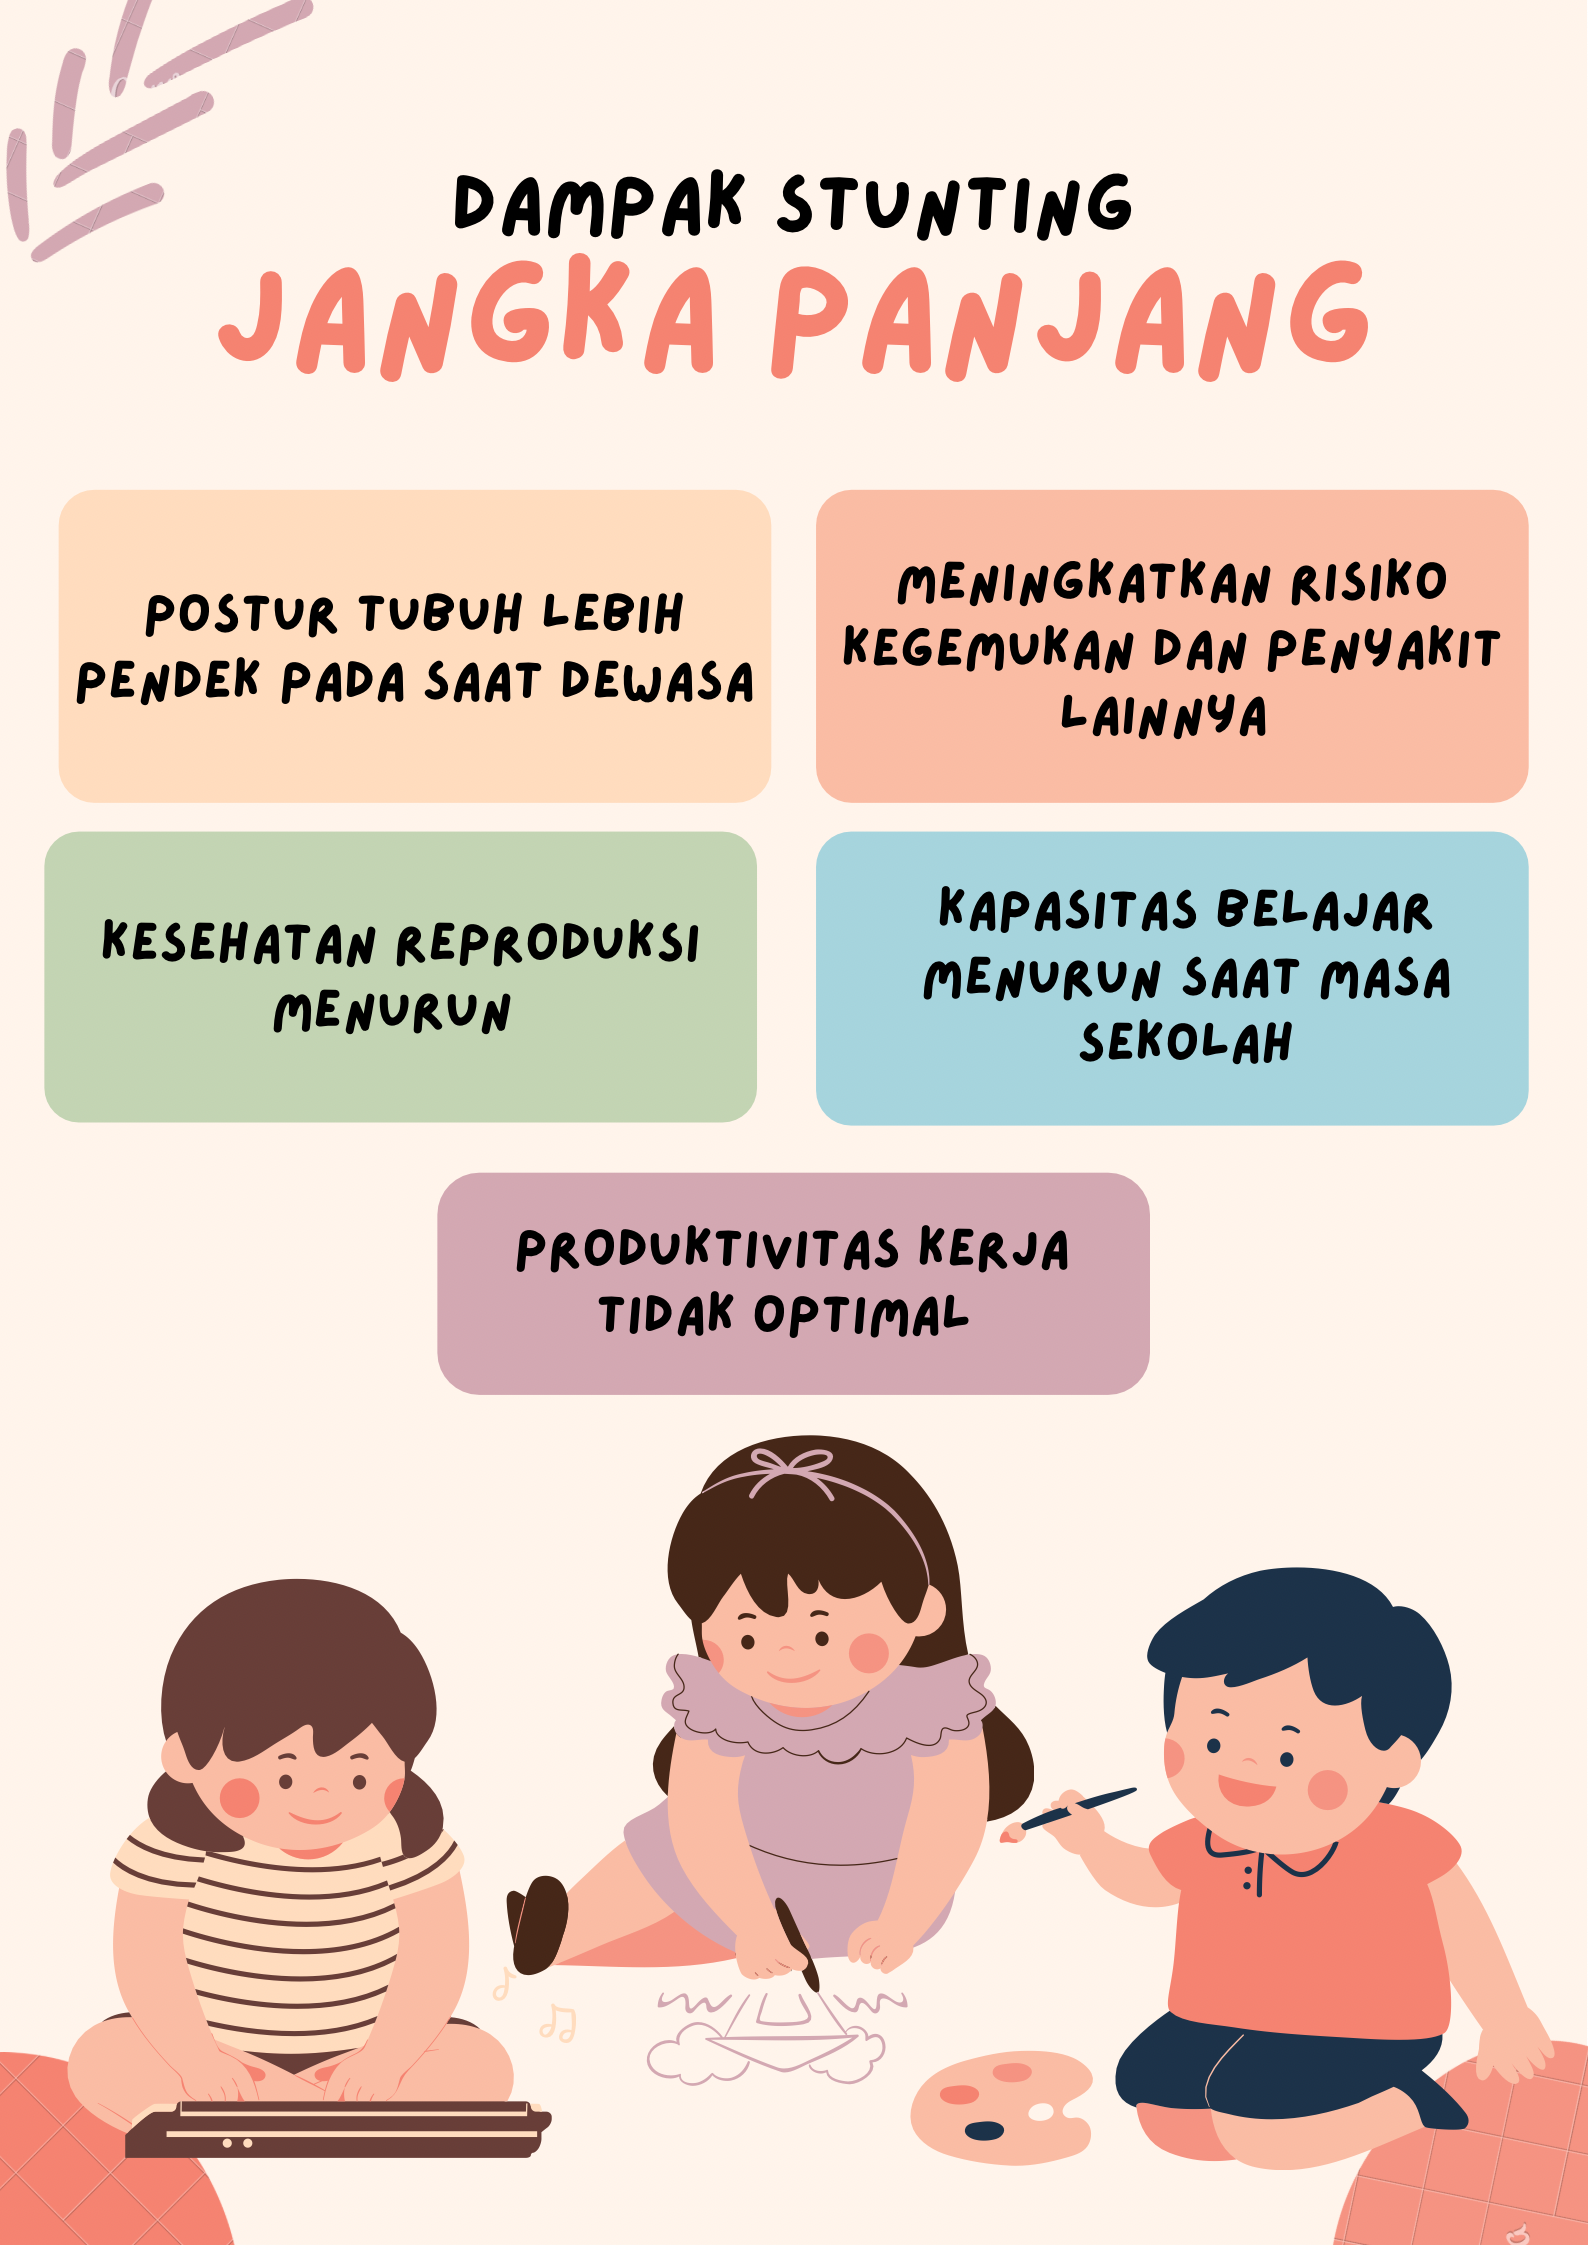 DAMPAK STUNTING
JANGKA PANJANG
POSTUR TUBUH LEBIH
PENDEK PADA SAAT DEWASA
MENINGKATKAN RISIKO
KEGEMUKAN DAN PENYAKIT
LAINNYA
KESEHATAN REPRODUKSI
MENURUN
KAPASITAS BELAJAR
MENURUN SAAT MASA
SEKOLAH
PRODUKTIVITAS KERJA
TIDAK OPTIMAL